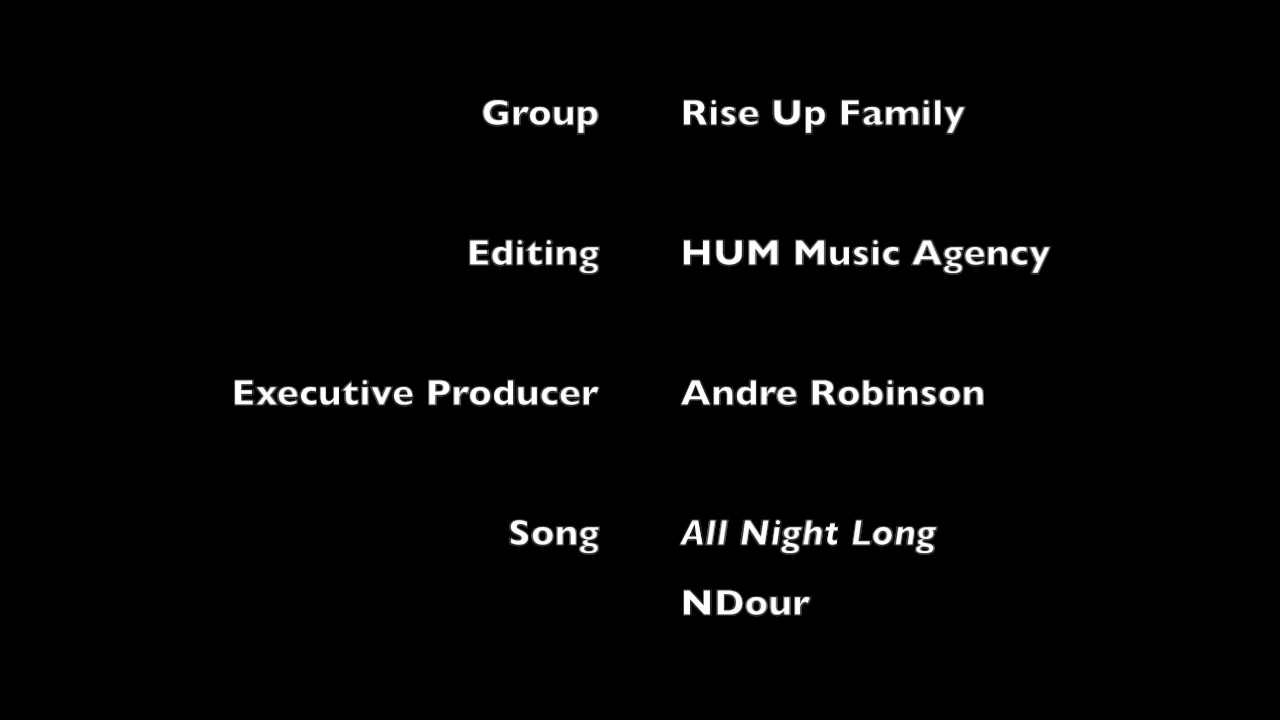 Group Rise Up Family
Editing HUM Music Agency
Executive Producer Andre Robinson
Song All Night Long
NDour